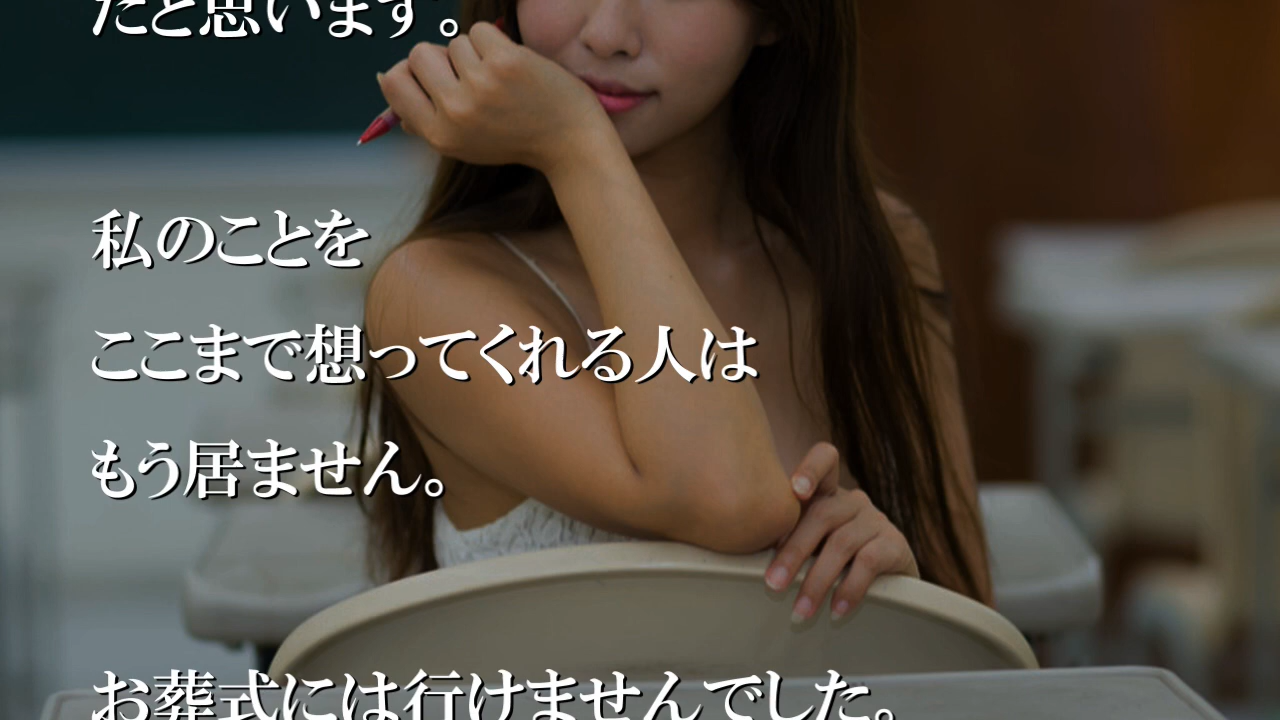 たと思います。
私のことを
ここまで想ってくれる人は
もう居ません。
お葬式には行けませんでした。